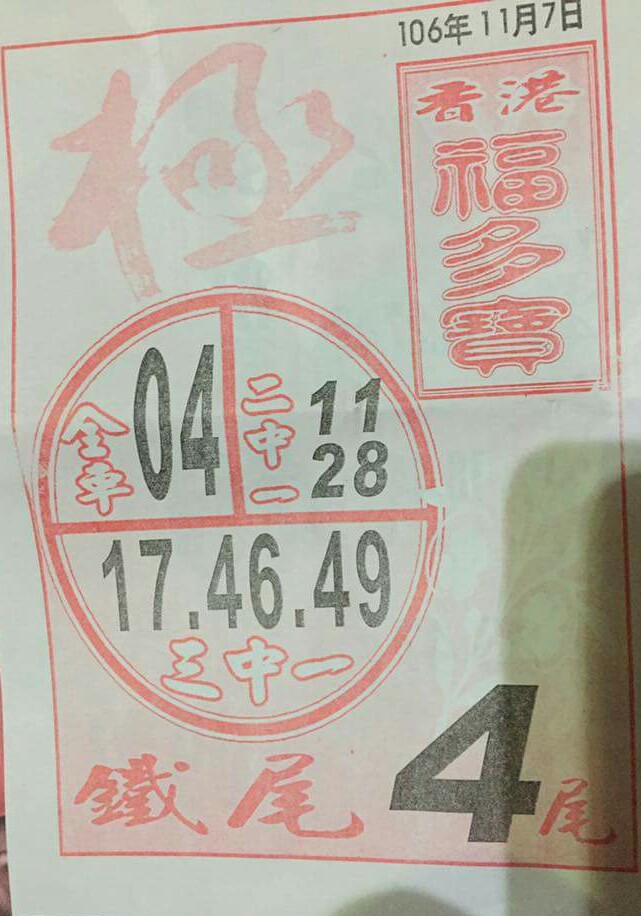 106年11月7日
極
香港
福多寶
全車
04
二中一
11
28
17.46.49
三中一
鐵尾
4尾